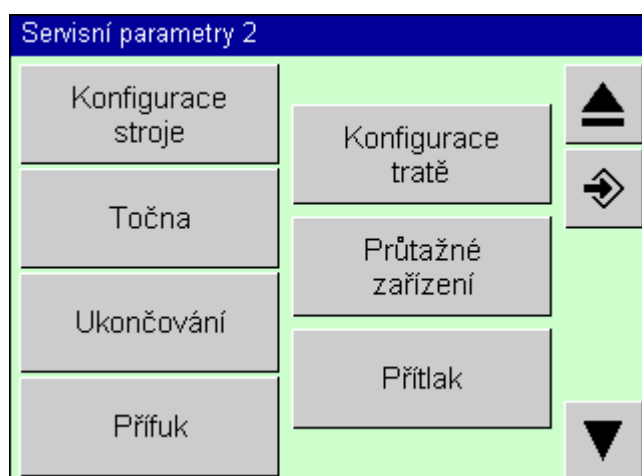 Servisní parametry 2
Konfigurace
stroje
Točna
Ukončování
Přífuk
Konfigurace
tratě
Průtažné
zařízení
Přítlak